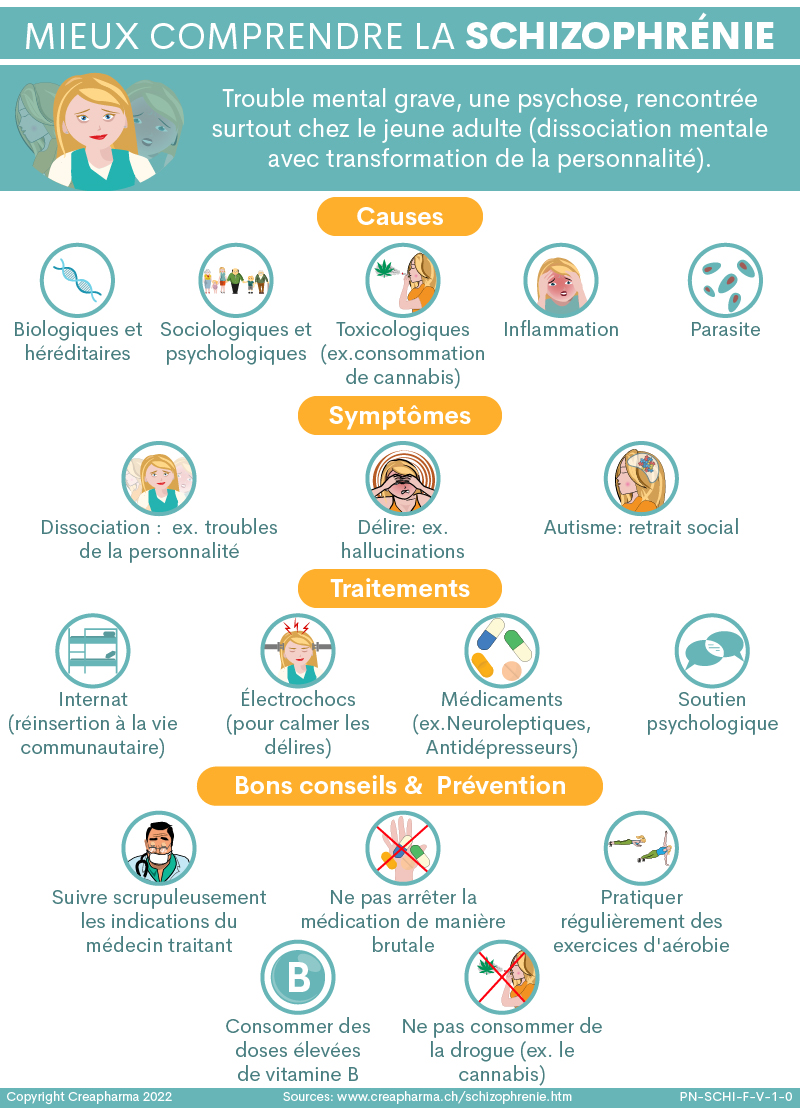 MIEUX COMPRENDRE LA SCHIZOPHRÉNIE
Trouble mental grave, une psychose, rencontrée
surtout chez le jeune adulte (dissociation mentale
avec transformation de la personnalité).
Causes
Biologiques et
héréditaires
Sociologiques et
psychologiques
Toxicologiques
(ex.consommation
de cannabis)
Inflammation
Parasite
Symptômes
Dissociation : ex. troubles
de la personnalité
Délire: ex.
hallucinations
Autisme: retrait social
Traitements
Internat
(réinsertion à la vie
communautaire)
Électrochocs
(pour calmer les
délires)
Médicaments
(ex.Neuroleptiques,
Antidépresseurs)
Soutien
psychologique
Bons conseils & Prévention
Suivre scrupuleusement
les indications du
médecin traitant
Ne pas arrêter la
médication de manière
brutale
Pratiquer
régulièrement des
exercices d'aérobie
B
Consommer des
doses élevées
de vitamine B
Ne pas consommer de
la drogue (ex. le
cannabis)
Copyright Creapharma 2022
Sources: www.creapharma.ch/schizophrenie.htm
PN-SCHI-F-V-1-0